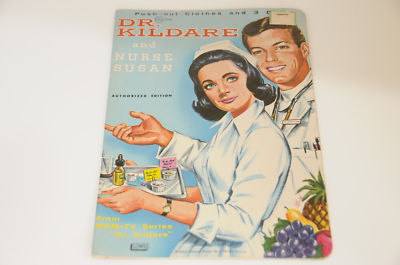 Push-out Clothes and 3 D
DR.
KILDARE
and
NURSE
SUSAN
AUTHORIZED EDITION
From
Series
"Dr. Kildare"